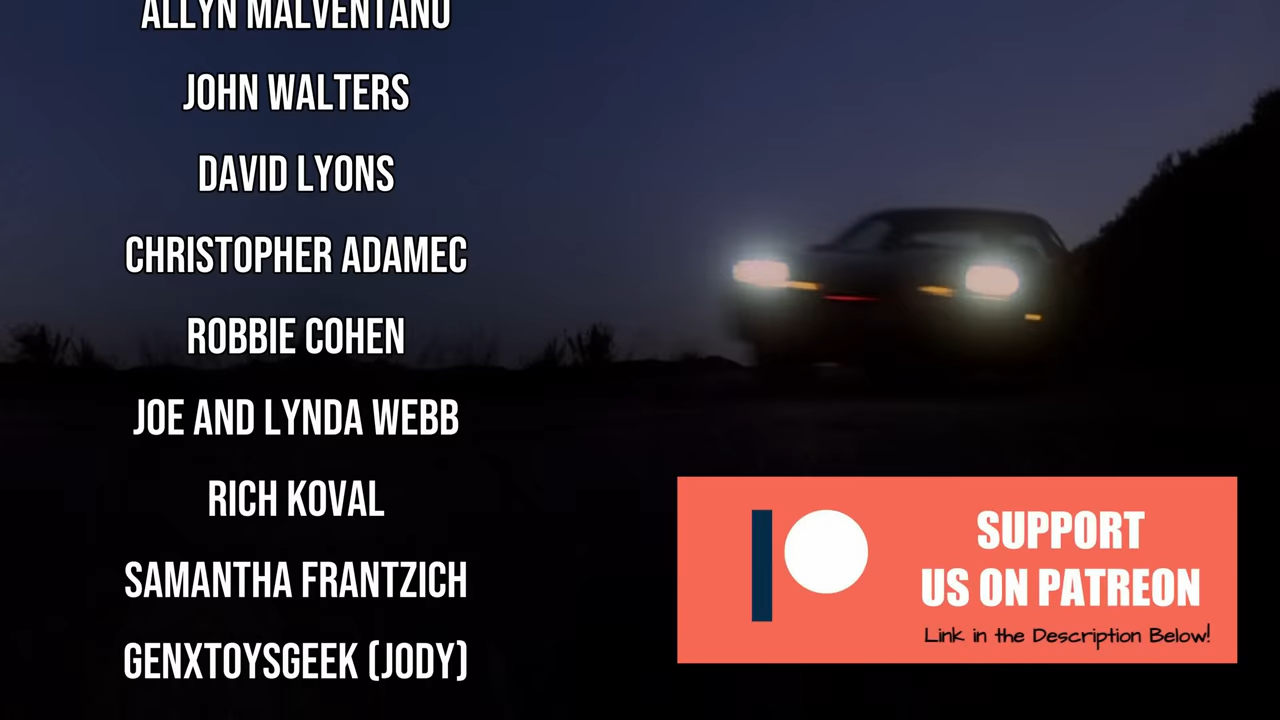 ALLYN MALVENTANO
JOHN WALTERS
DAVID LYONS
CHRISTOPHER ADAMEC
ROBBIE COHEN
JOE AND LYNDA WEBB
RICH KOVAL
SAMANTHA FRANTZICH
GENXTOYSGEEK (JODY)
SUPPORT
US ON PATREON
Link in the Description Below!